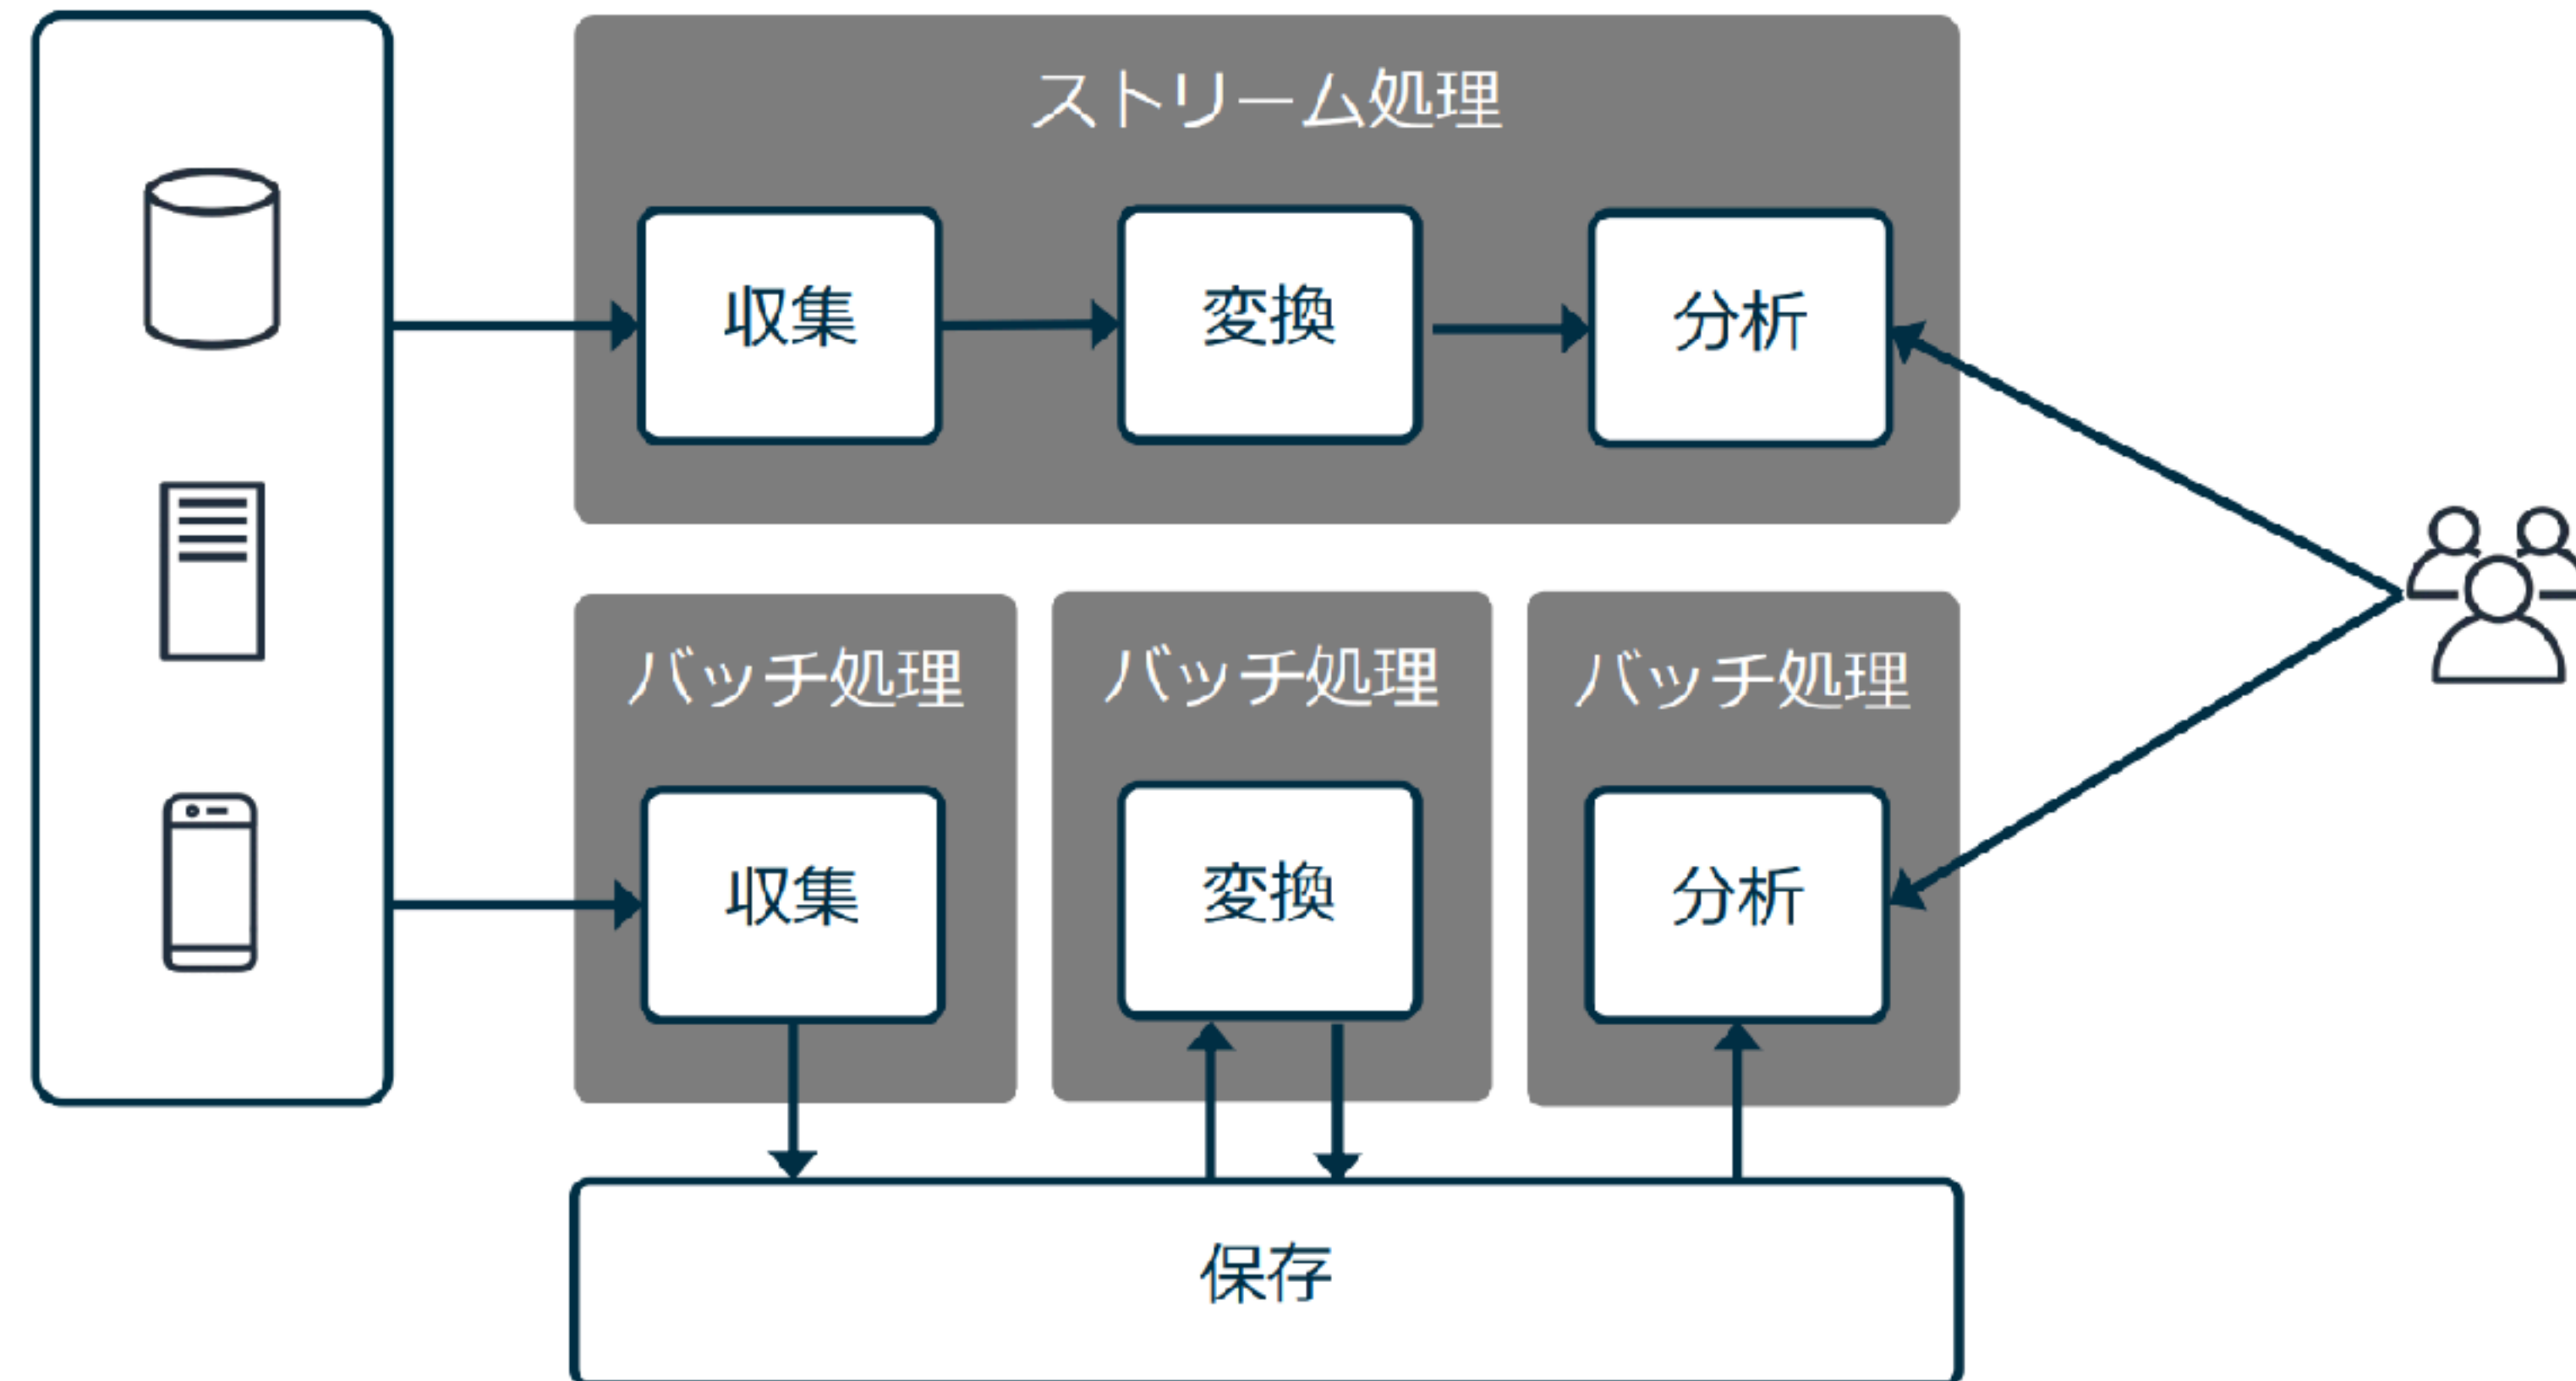 ストリーム処理
収集
変換
分析
バッチ処理
バッチ処理
バッチ処理
収集
変換
分析
保存